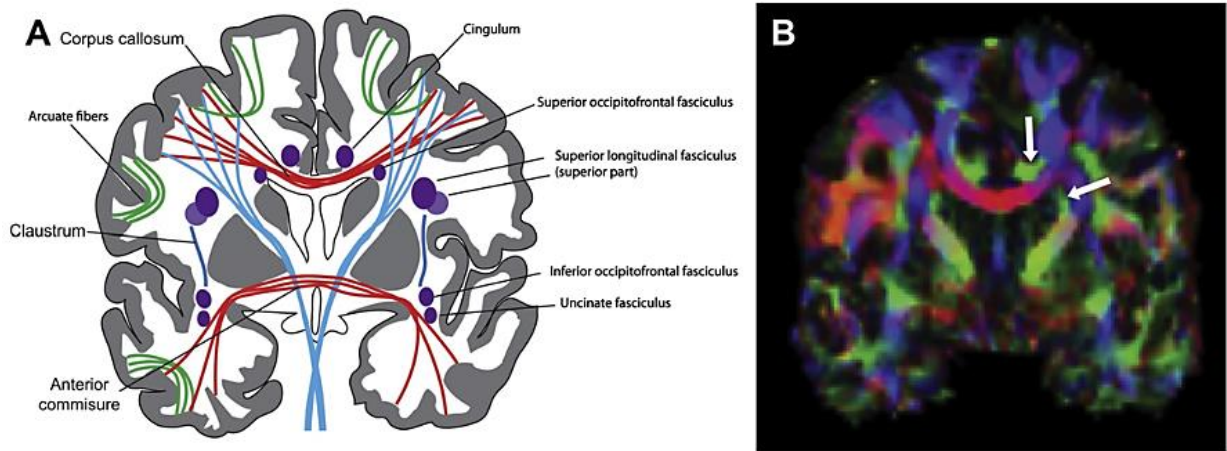 A
Corpus callosum
Cingulum
Superior occipitofrontal fasciculus
Arcuate fibers
Superior longitudinal fasciculus
(superior part)
Claustrum
Inferior occipitofrontal fasciculus
Uncinate fasciculus
Anterior
commisure
B